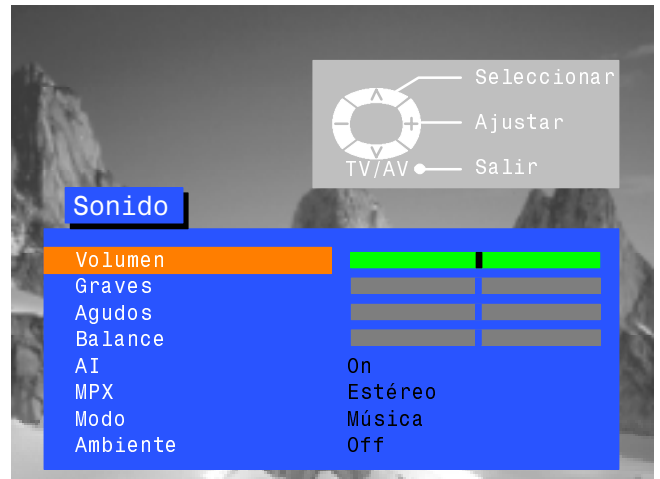 Seleccionar
Ajustar
TV/AV Salir
Sonido
Volumen
Graves
Agudos
Balance
AI On
MPX Estéreo
Modo Música
Ambiente Off